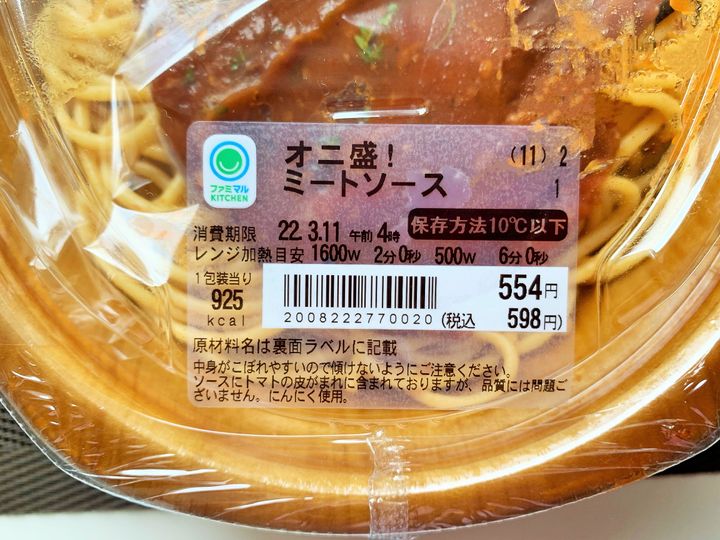 ファミマル
KITCHEN
オニ盛！
ミートソース
(11) 2
1
消費期限 22.3.11 午前 4時
保存方法10℃以下
レンジ加熱目安 1600W 2分0秒 500W 6分0秒
1包装当り
925
kcal
2008222770020
554円
(税込 598円)
原材料名は裏面ラベルに記載
中身がこぼれやすいので傾けないようにご注意ください。
ソースにトマトの皮がまれに含まれておりますが、品質には問題ご
ざいません。にんにく使用。